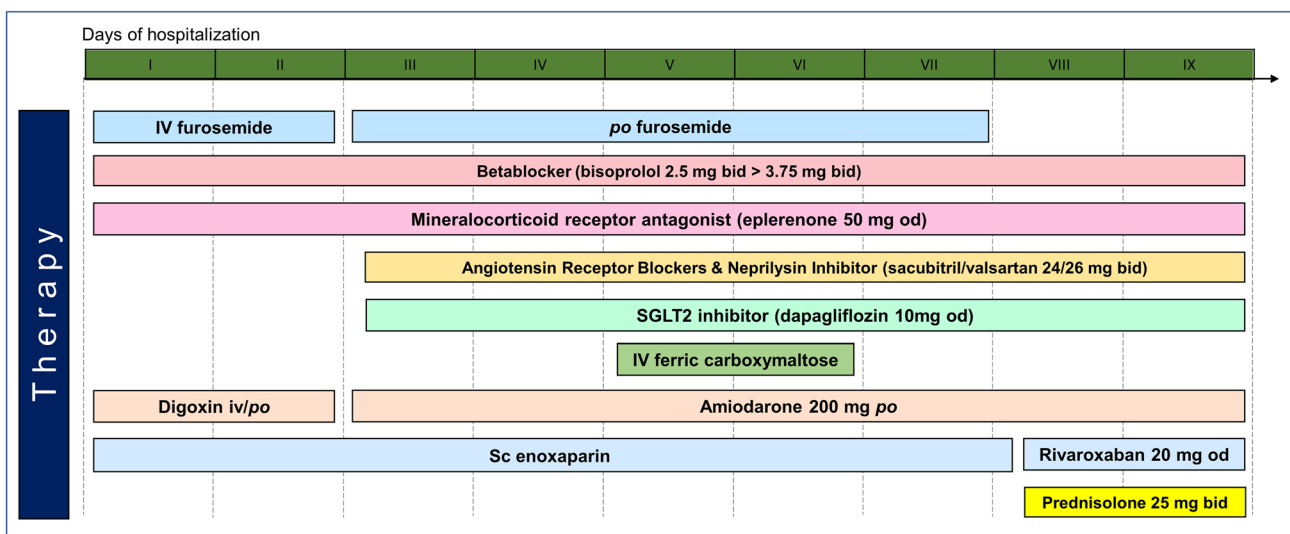 Days of hospitalization
I II III IV V VI VII VIII IX
Therapy
IV furosemide po furosemide
Betablocker (bisoprolol 2.5 mg bid > 3.75 mg bid)
Mineralocorticoid receptor antagonist (eplerenone 50 mg od)
Angiotensin Receptor Blockers & Neprilysin Inhibitor (sacubitril/valsartan 24/26 mg bid)
SGLT2 inhibitor (dapagliflozin 10mg od)
IV ferric carboxymaltose
Digoxin iv/po Amiodarone 200 mg po
Sc enoxaparin Rivaroxaban 20 mg od
Prednisolone 25 mg bid